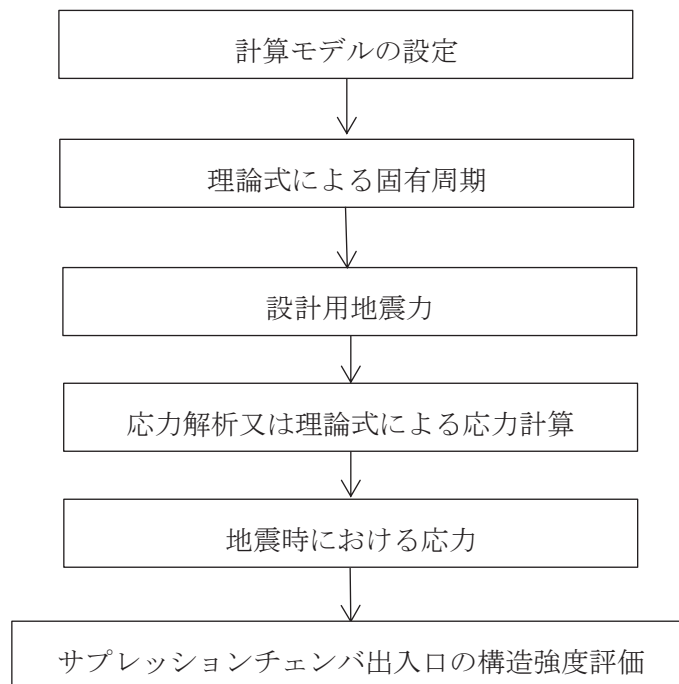 計算モデルの設定
理論式による固有周期
設計用地震力
応力解析又は理論式による応力計算
地震時における応力
サプレッションチェンバ出入口の構造強度評価